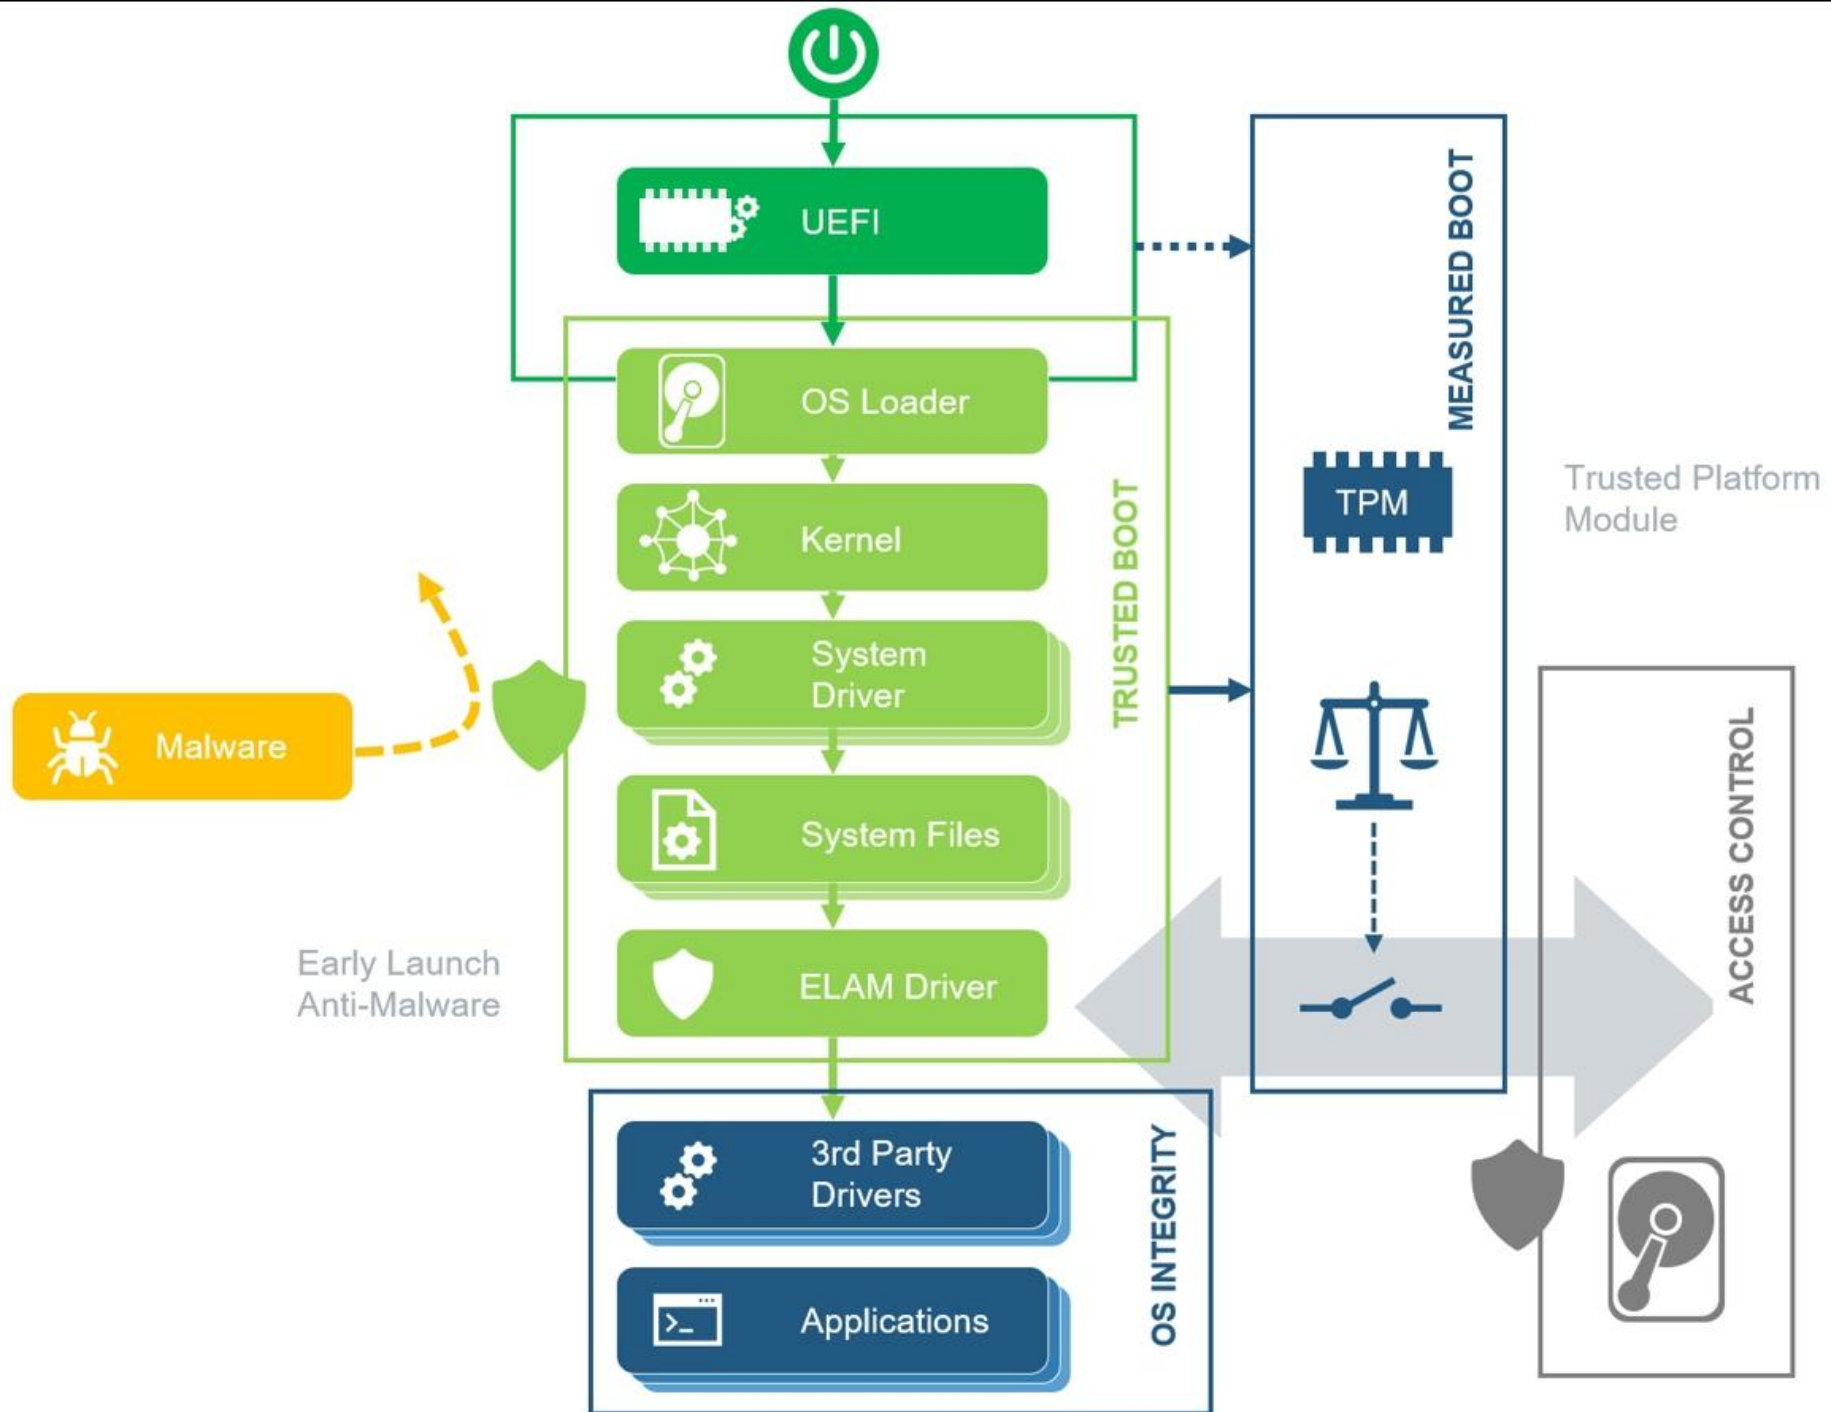 UEFI
MEASURED BOOT
OS Loader
TPM
Trusted Platform
Module
Kernel
TRUSTED BOOT
System
Driver
Malware
System Files
ACCESS CONTROL
Early Launch
Anti-Malware
ELAM Driver
3rd Party
Drivers
OS INTEGRITY
Applications